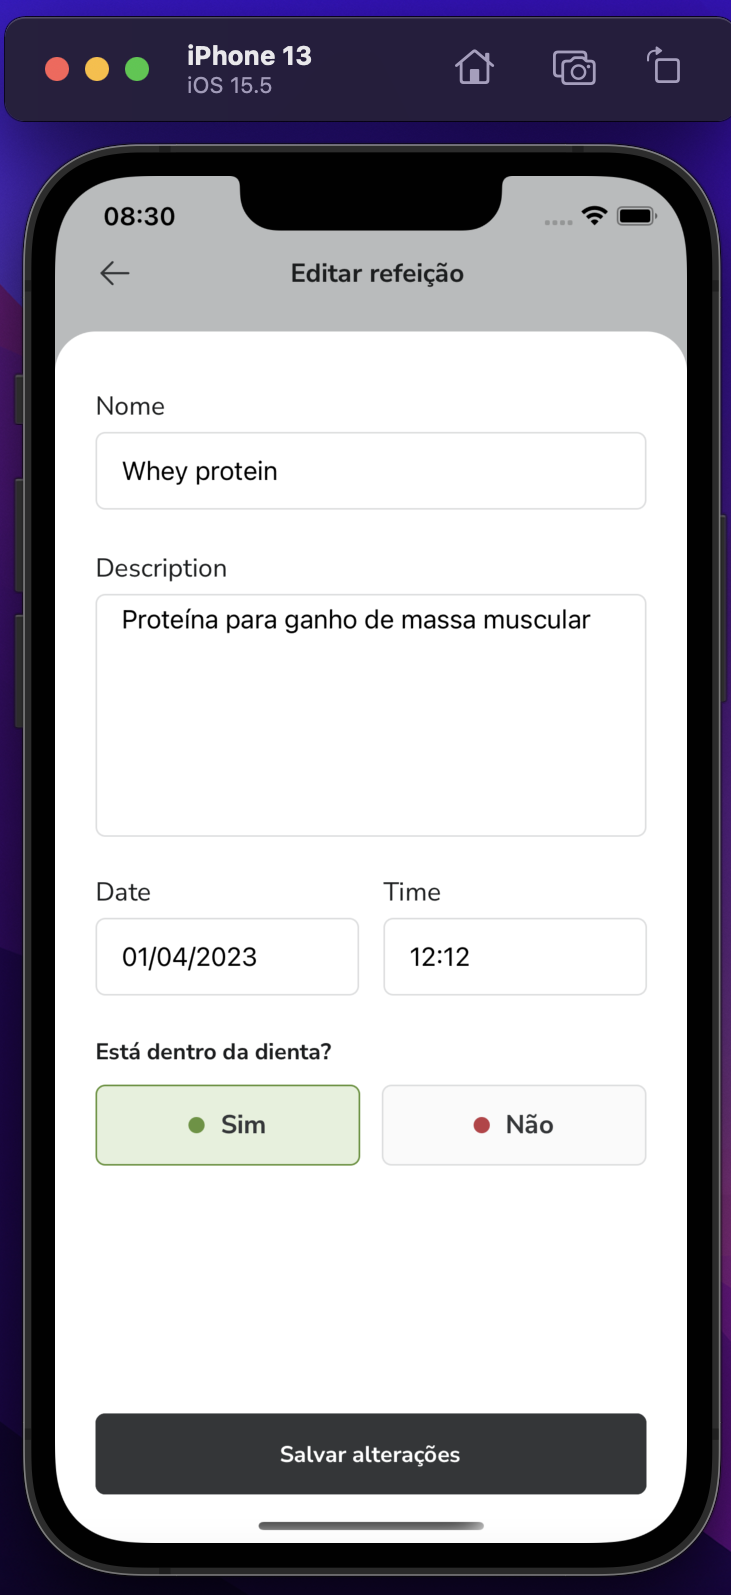 iPhone 13
iOS 15.5
08:30
Editar refeição
Nome
Whey protein
Description
Proteína para ganho de massa muscular
Date
Time
01/04/2023
12:12
Está dentro da dienta?
Sim
Não
Salvar alterações